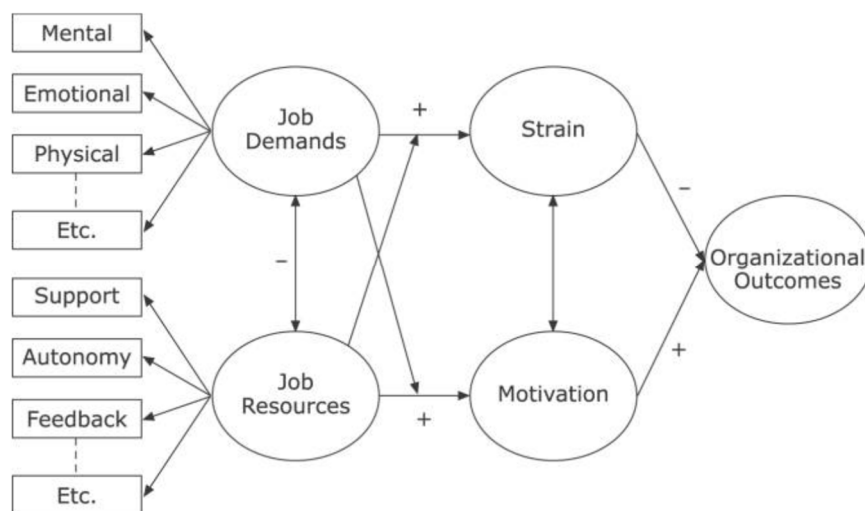 Mental
Emotional
Physical
Etc.
Support
Autonomy
Feedback
Etc.
Job
Demands
+
Strain
–
–
Organizational
Outcomes
Job
Resources
+
Motivation
+